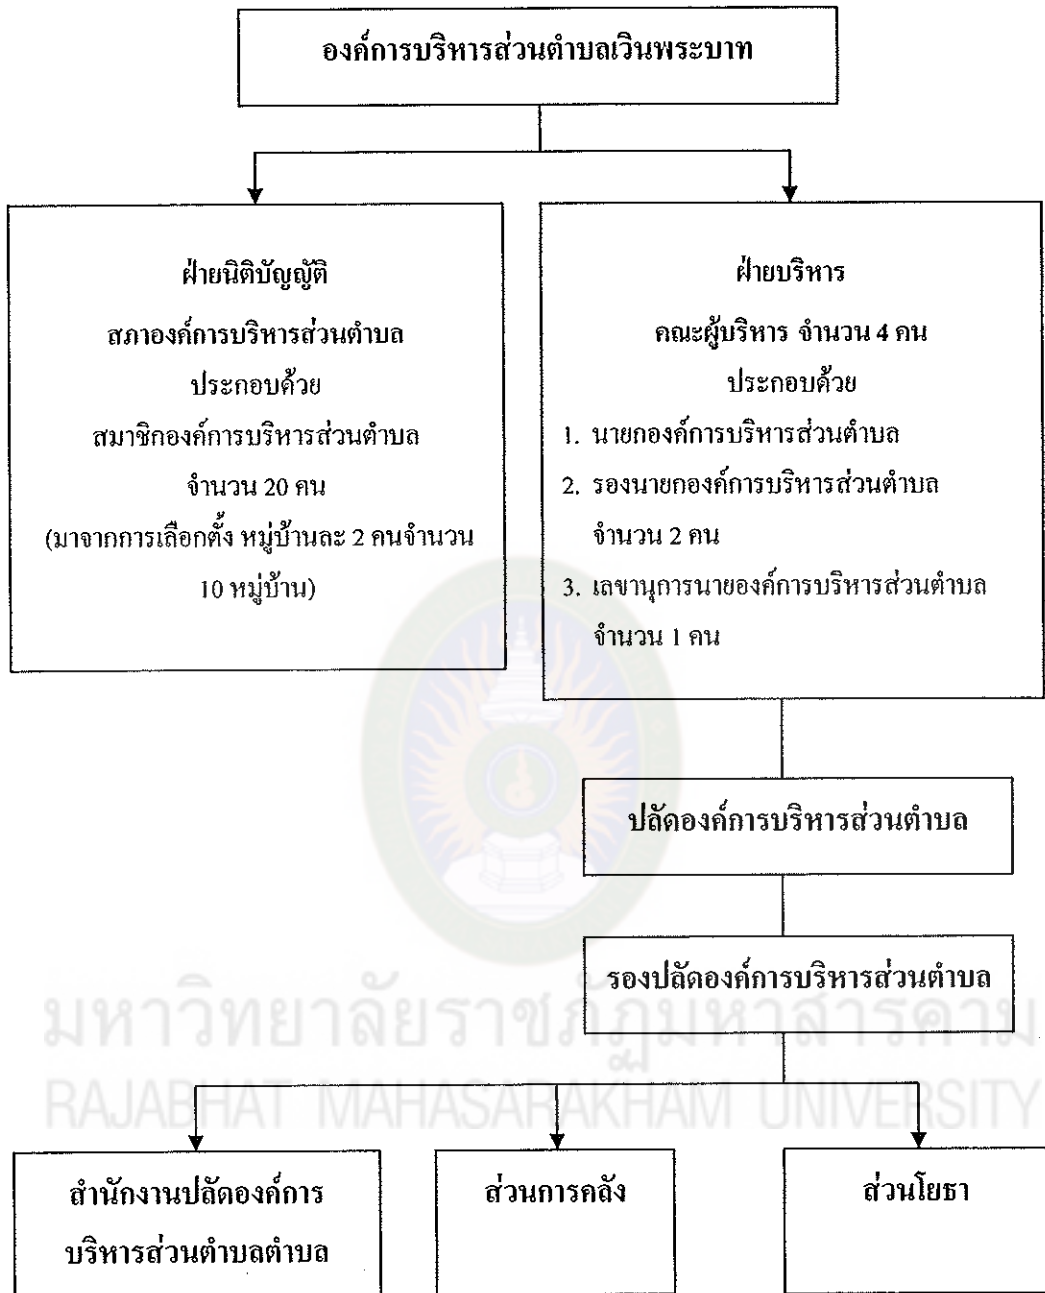 องค์การบริหารส่วนตำบลเวินพระบาท
ฝ่ายนิติบัญญัติ
สภาองค์การบริหารส่วนตำบล
ประกอบด้วย
สมาชิกองค์การบริหารส่วนตำบล
จำนวน 20 คน
(มาจากการเลือกตั้ง หมู่บ้านละ 2 คนจำนวน
10 หมู่บ้าน)
ฝ่ายบริหาร
คณะผู้บริหาร จำนวน 4 คน
ประกอบด้วย
1. นายกองค์การบริหารส่วนตำบล
2. รองนายกองค์การบริหารส่วนตำบล
จำนวน 2 คน
3. เลขานุการนายองค์การบริหารส่วนตำบล
จำนวน 1 คน
ปลัดองค์การบริหารส่วนตำบล
รองปลัดองค์การบริหารส่วนตำบล
มหาวิทยาลัยราชภัฏมหาสารคาม
RAJABHAT MAHASARAKHAM UNIVERSITY
สำนักงานปลัดองค์การ
บริหารส่วนตำบลตำบล
ส่วนการคลัง
ส่วนโยธา